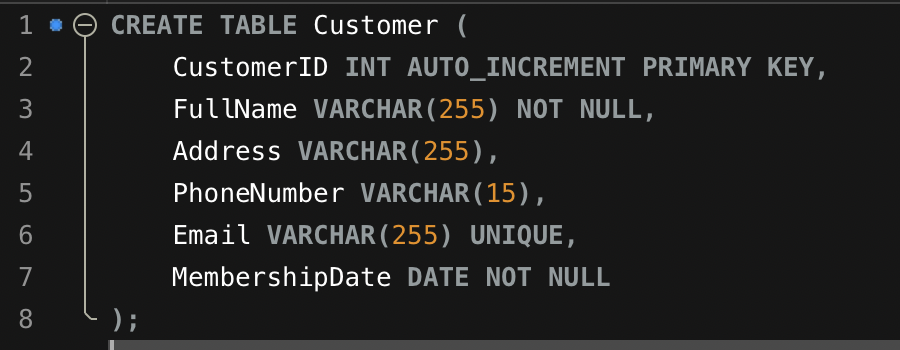 1 CREATE TABLE Customer (
2 CustomerID INT AUTO_INCREMENT PRIMARY KEY,
3 FullName VARCHAR(255) NOT NULL,
4 Address VARCHAR(255),
5 PhoneNumber VARCHAR(15),
6 Email VARCHAR(255) UNIQUE,
7 MembershipDate DATE NOT NULL
8 );